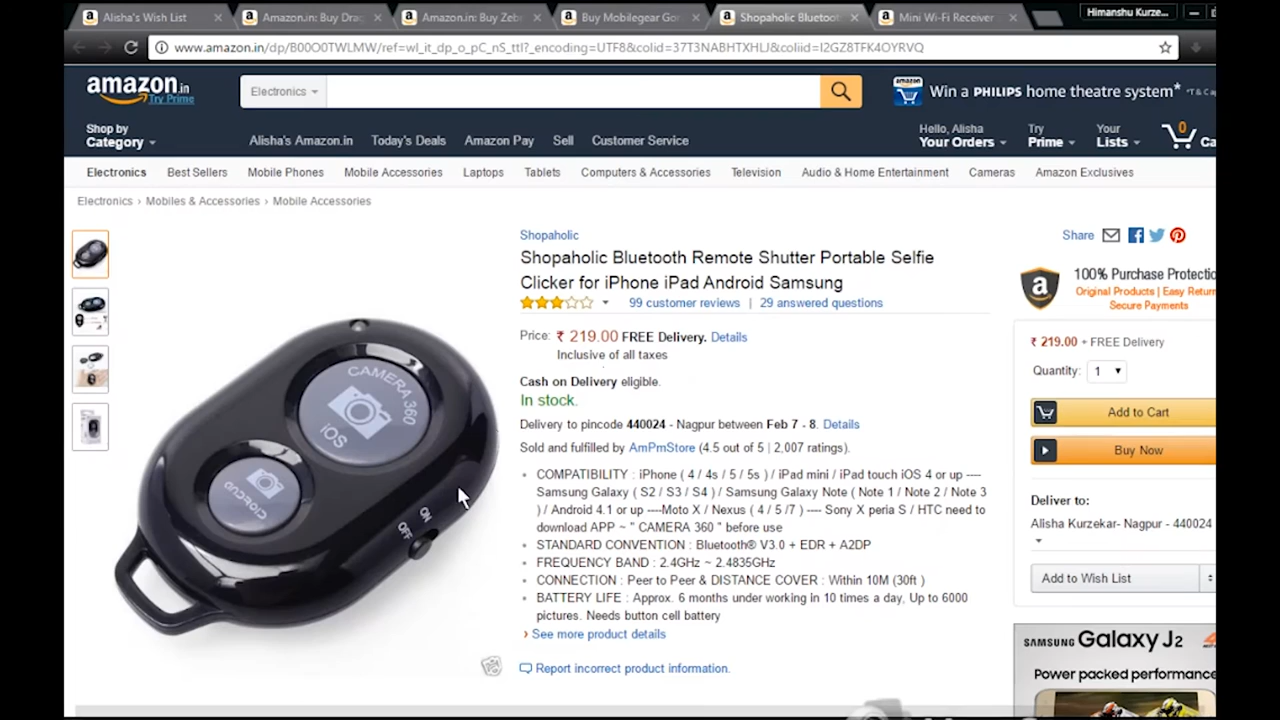 Alisha's Wish List
Amazon.in: Buy Drag
Amazon.in: Buy Zeb
Buy Mobilegear Gor
Shopaholic Bluetoot
Mini Wi-Fi Receiver
Himanshu Kurze...
www.amazon.in/dp/B00O0TWLMW/ref=wl_it_dp_o_pC_nS_ttl?_encoding=UTF8&colid=37T3NABHTXHLJ&coliid=I2GZ8TFK4OYRVQ
amazon.in
Try Prime
Electronics
amazon
Win a PHILIPS home theatre system*
Shop by
Category
Alisha's Amazon.in
Today's Deals
Amazon Pay
Sell
Customer Service
Hello, Alisha
Your Orders
Try
Prime
Your
Lists
0
Ca
Electronics
Best Sellers
Mobile Phones
Mobile Accessories
Laptops
Tablets
Computers & Accessories
Television
Audio & Home Entertainment
Cameras
Amazon Exclusives
Electronics › Mobiles & Accessories › Mobile Accessories
Shopaholic
Shopaholic Bluetooth Remote Shutter Portable Selfie
Clicker for iPhone iPad Android Samsung
99 customer reviews | 29 answered questions
Price: ₹ 219.00 FREE Delivery. Details
Inclusive of all taxes
Cash on Delivery eligible.
In stock.
Delivery to pincode 440024 - Nagpur between Feb 7 - 8. Details
Sold and fulfilled by AmPmStore (4.5 out of 5 | 2,007 ratings).
COMPATIBILITY : iPhone ( 4 / 4s / 5 / 5s ) / iPad mini / iPad touch iOS 4 or up ----
Samsung Galaxy ( S2 / S3 / S4 ) / Samsung Galaxy Note ( Note 1 / Note 2 / Note 3
) / Android 4.1 or up ----Moto X / Nexus ( 4 / 5 /7 ) ---- Sony X peria S / HTC need to
download APP ~ " CAMERA 360 " before use
STANDARD CONVENTION : Bluetooth® V3.0 + EDR + A2DP
FREQUENCY BAND : 2.4GHz ~ 2.4835GHz
CONNECTION : Peer to Peer & DISTANCE COVER : Within 10M (30ft )
BATTERY LIFE : Approx. 6 months under working in 10 times a day, Up to 6000
pictures. Needs button cell battery
› See more product details
Report incorrect product information.
CAMERA 360
iOS
ANDROID
ON
OFF
Share
a
100% Purchase Protectio
Original Products | Easy Return
Secure Payments
₹ 219.00 + FREE Delivery
Quantity: 1
Add to Cart
Buy Now
Deliver to:
Alisha Kurzekar- Nagpur - 440024
Add to Wish List
SAMSUNG Galaxy J2
Power packed performance